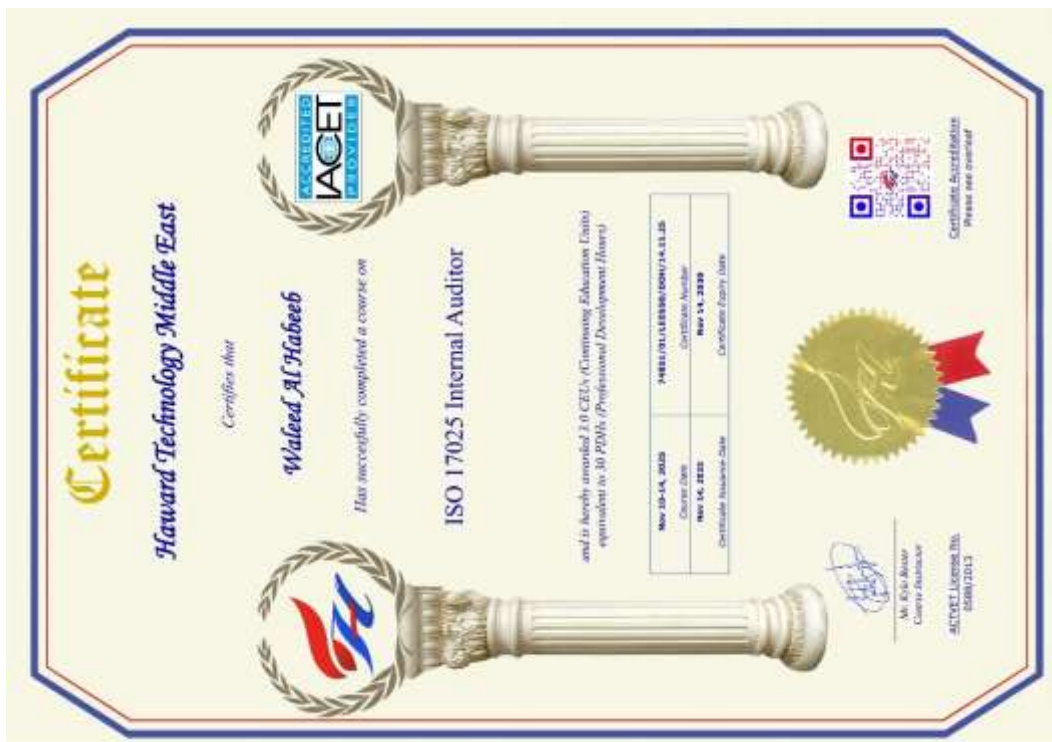 Certificate
Haward Technology Middle East
Certifies that
Waleed Al Habeeb
Has successfully completed a course on
ACCREDITED
IACET
PROVIDER
ISO 17025 Internal Auditor
and is hereby awarded 3.0 CEUs (Continuing Education Units)
equivalent to 30 PDHs (Professional Development Hours)
Nov 10-14, 2025
Course Date
Certificate Number
Nov 14, 2025
Certificate Issuance Date
Certificate Expiry Date
Course Instructor
ACTVET License No.
0588/2013
Certificate Accreditation
Please see overleaf